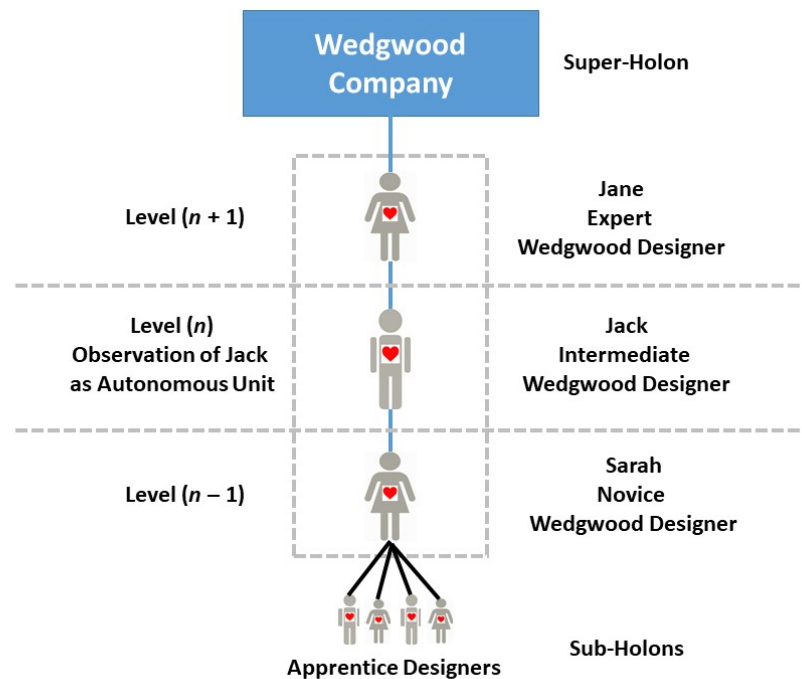 Wedgwood
Company
Super-Holon
Level (n + 1)
Jane
Expert
Wedgwood Designer
Level (n)
Observation of Jack
as Autonomous Unit
Jack
Intermediate
Wedgwood Designer
Level (n – 1)
Sarah
Novice
Wedgwood Designer
Apprentice Designers
Sub-Holons